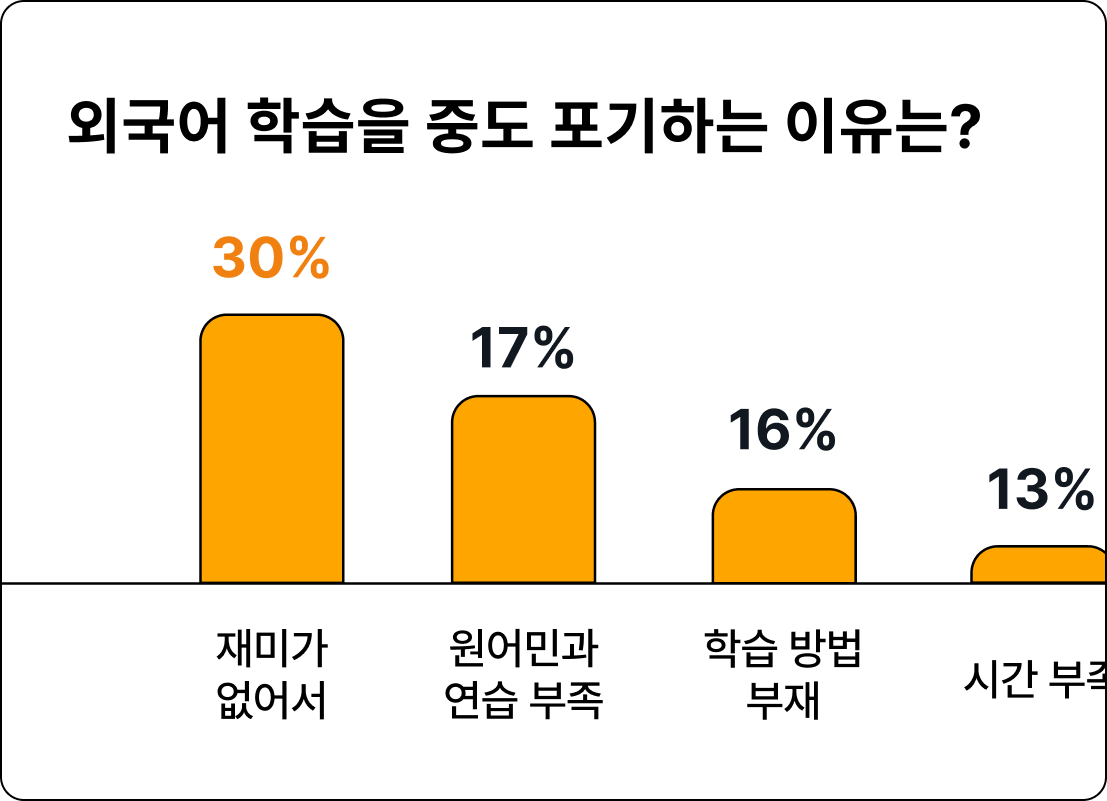 외국어 학습을 중도 포기하는 이유는?
30%
17%
16%
13%
재미가
없어서
원어민과
연습 부족
학습 방법
부재
시간 부족